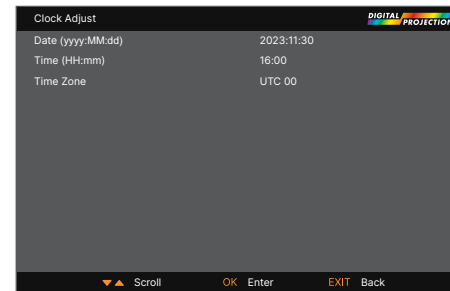 Clock Adjust
DIGITAL PROJECTION
Date (yyyy:MM:dd) 2023:11:30
Time (HH:mm) 16:00
Time Zone UTC 00
▼▲ Scroll OK Enter EXIT Back